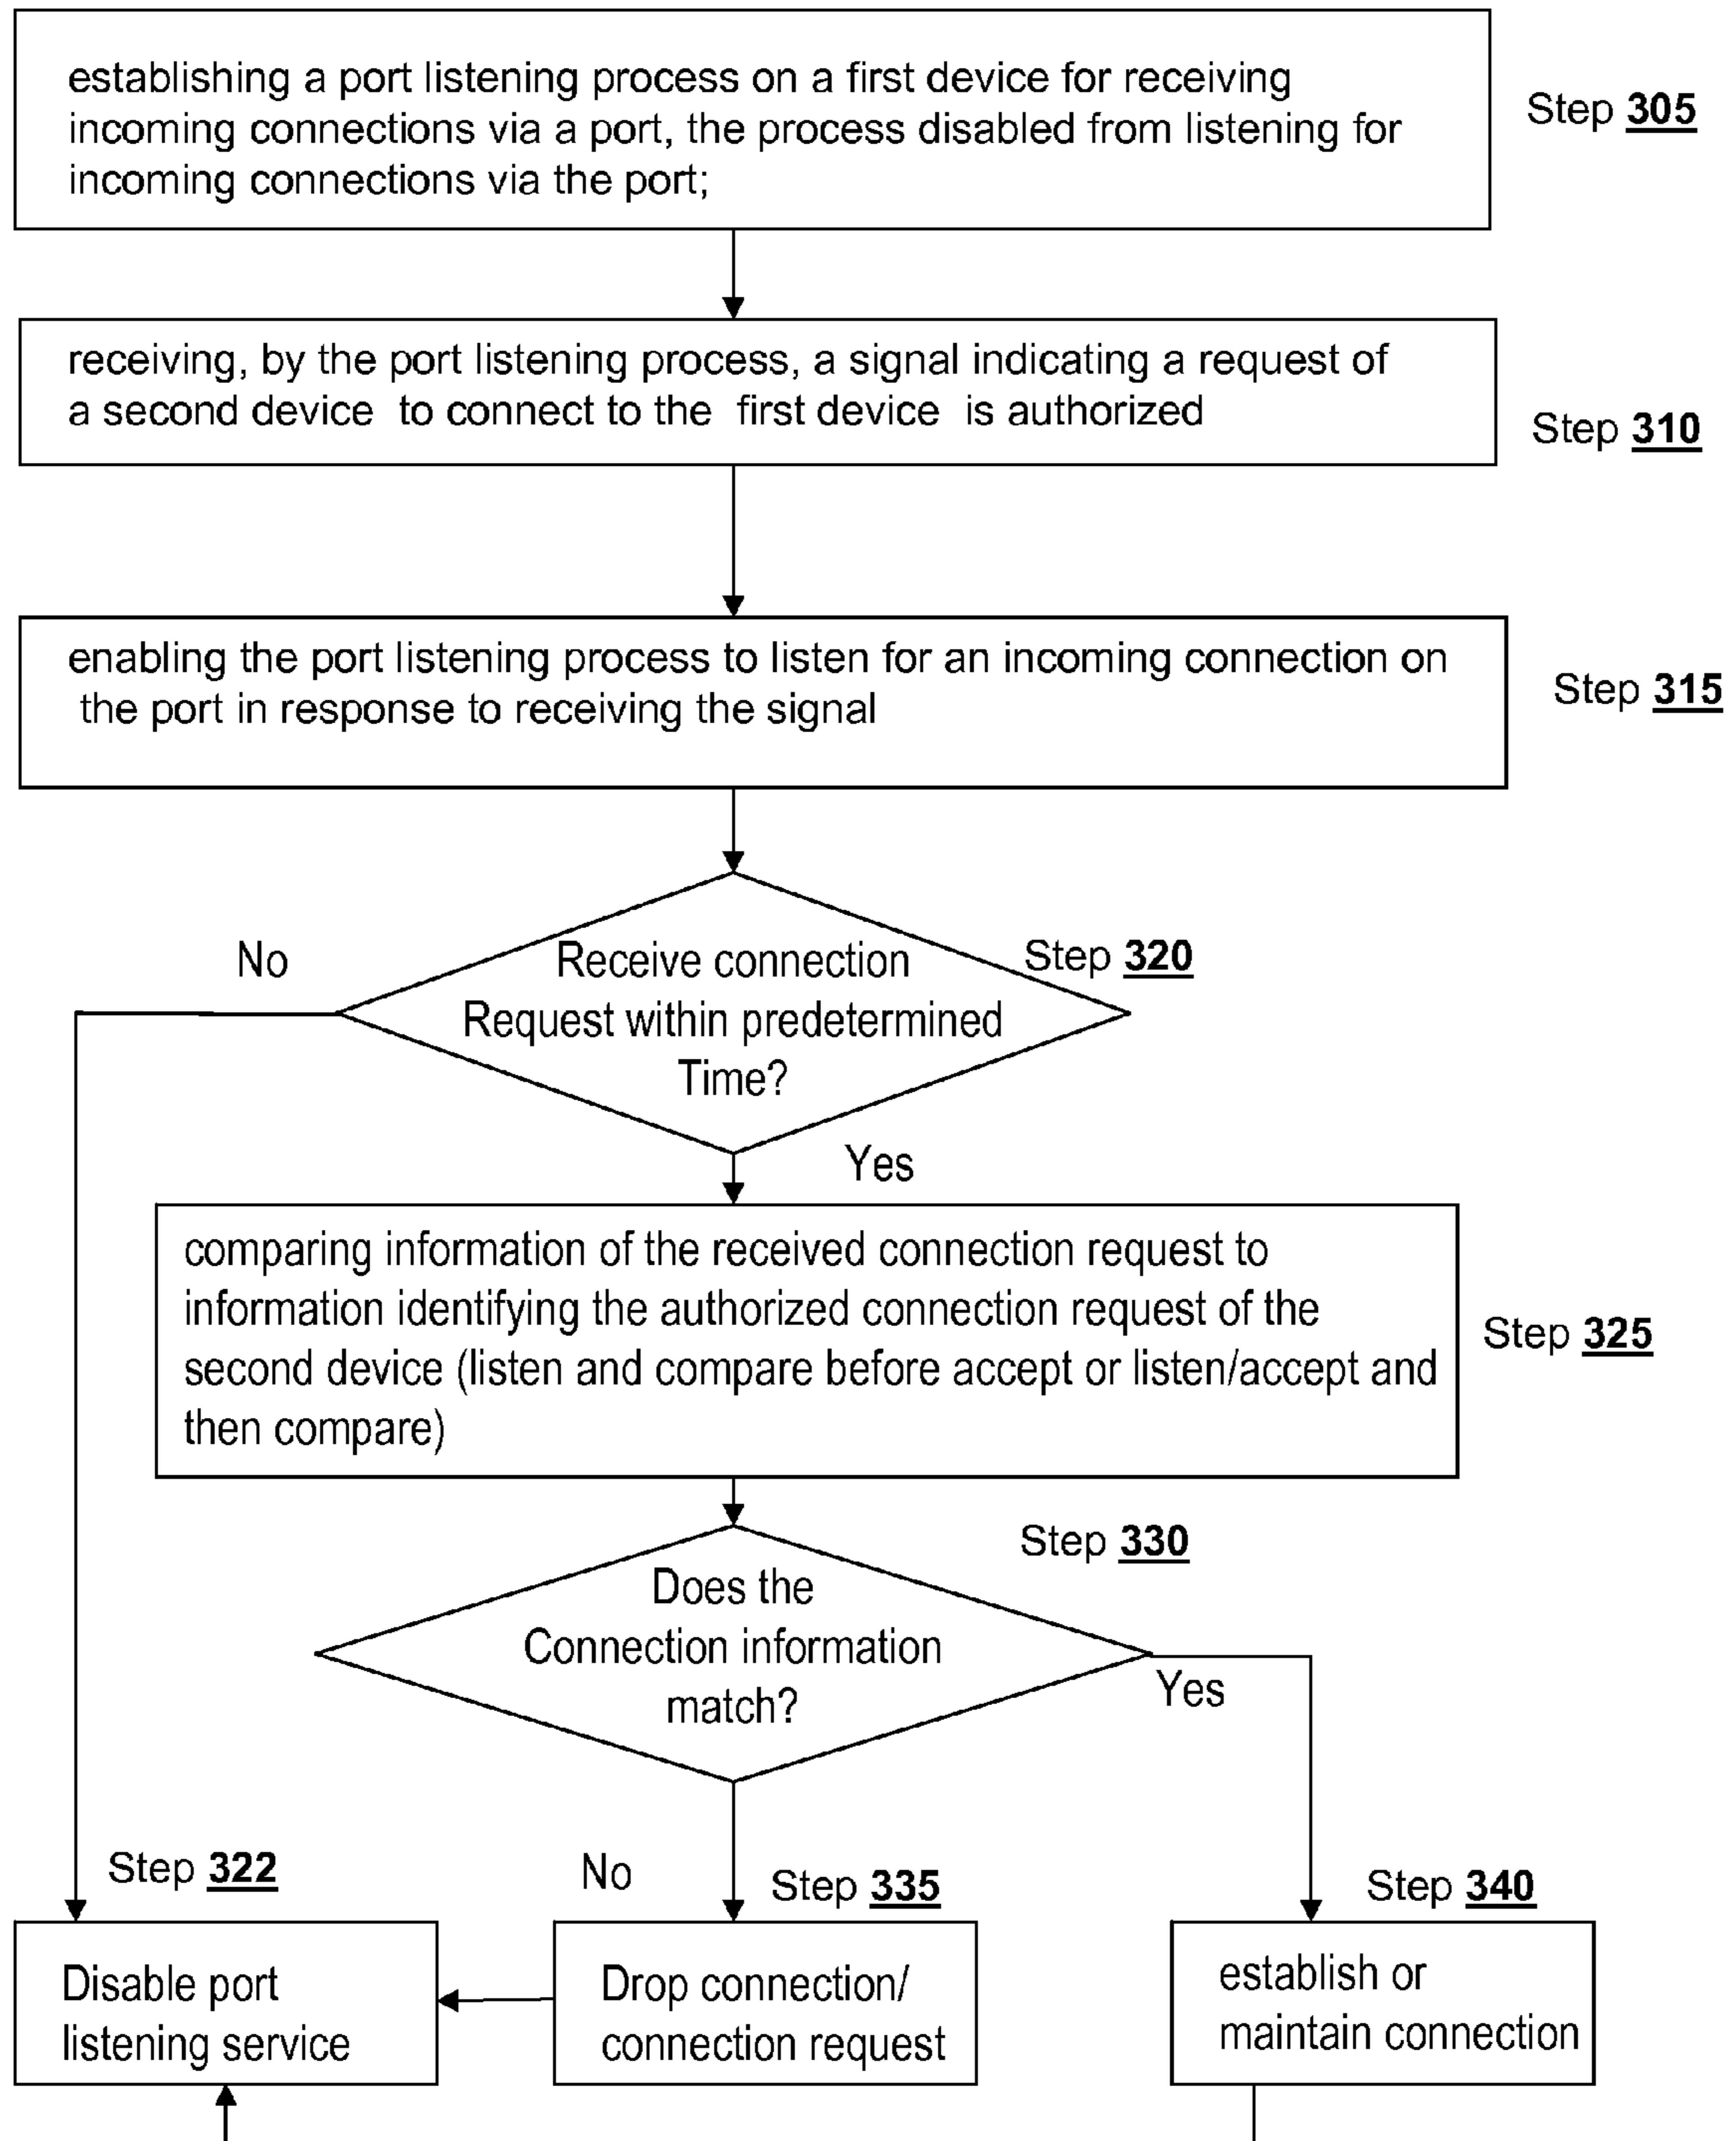 establishing a port listening process on a first device for receiving
incoming connections via a port, the process disabled from listening for
incoming connections via the port;
Step 305
receiving, by the port listening process, a signal indicating a request of
a second device to connect to the first device is authorized
Step 310
enabling the port listening process to listen for an incoming connection on
the port in response to receiving the signal
Step 315
No
Receive connection
Request within predetermined
Time?
Step 320
Yes
comparing information of the received connection request to
information identifying the authorized connection request of the
second device (listen and compare before accept or listen/accept and
then compare)
Step 325
Step 330
Does the
Connection information
match?
Yes
Step 322
No
Step 335
Step 340
Disable port
listening service
Drop connection/
connection request
establish or
maintain connection